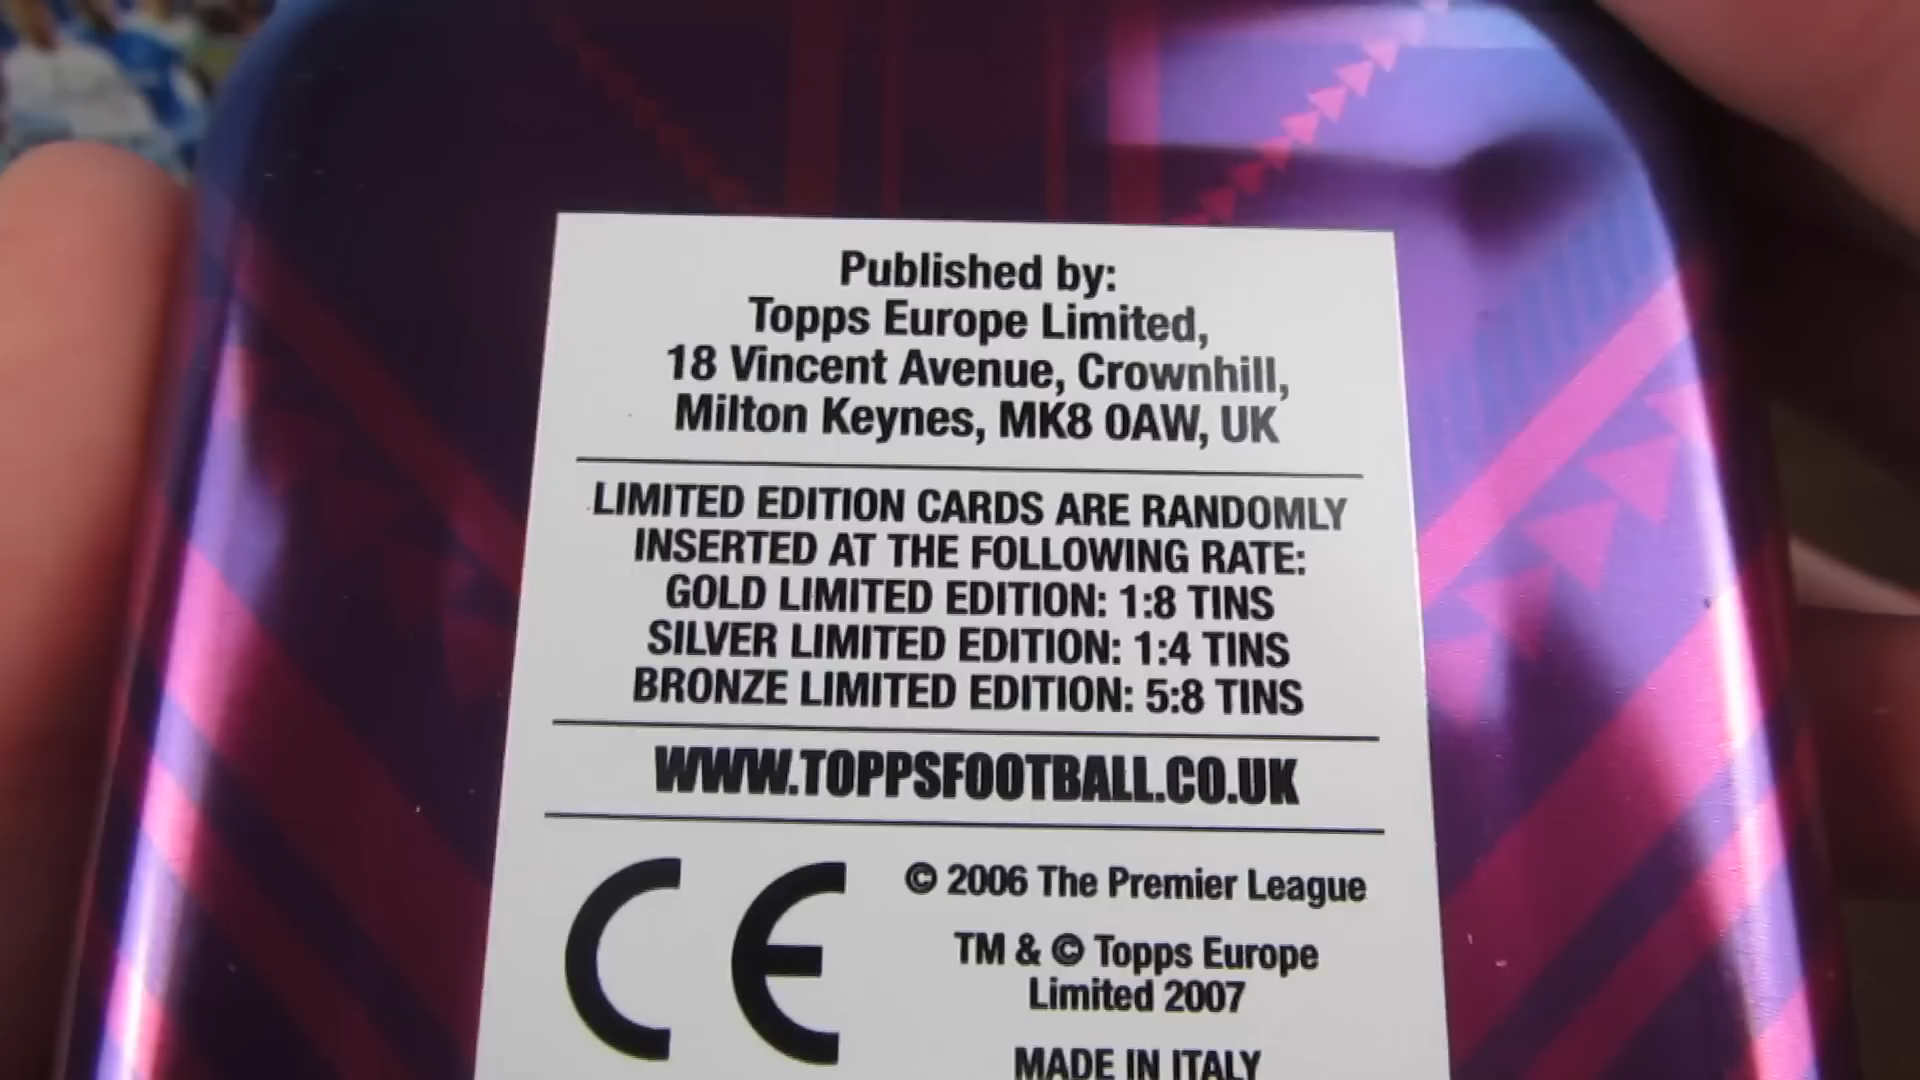 Published by:
Topps Europe Limited,
18 Vincent Avenue, Crownhill,
Milton Keynes, MK8 0AW, UK
LIMITED EDITION CARDS ARE RANDOMLY
INSERTED AT THE FOLLOWING RATE:
GOLD LIMITED EDITION: 1:8 TINS
SILVER LIMITED EDITION: 1:4 TINS
BRONZE LIMITED EDITION: 5:8 TINS
WWW.TOPPSFOOTBALL.CO.UK
CE
© 2006 The Premier League
TM & © Topps Europe
Limited 2007
MADE IN ITALY